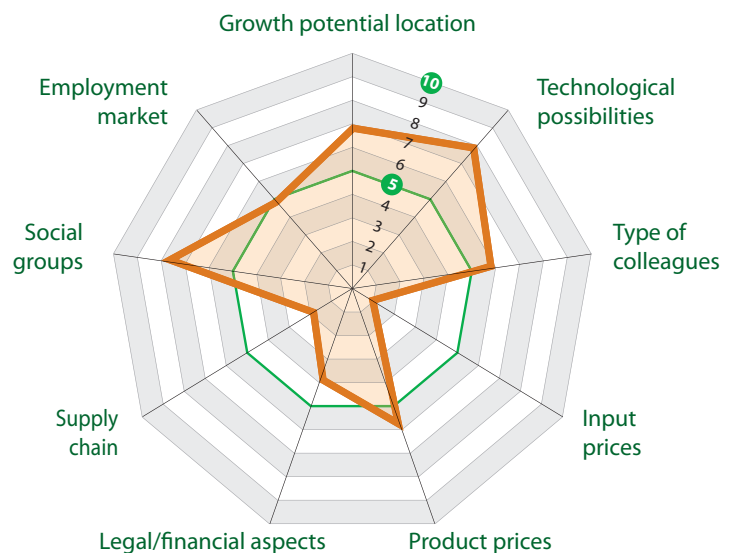 Growth potential location
Employment
market
Technological
possibilities
10
9
8
7
6
5
4
3
2
1
Social
groups
Type of
colleagues
Supply
chain
Input
prices
Legal/financial aspects
Product prices